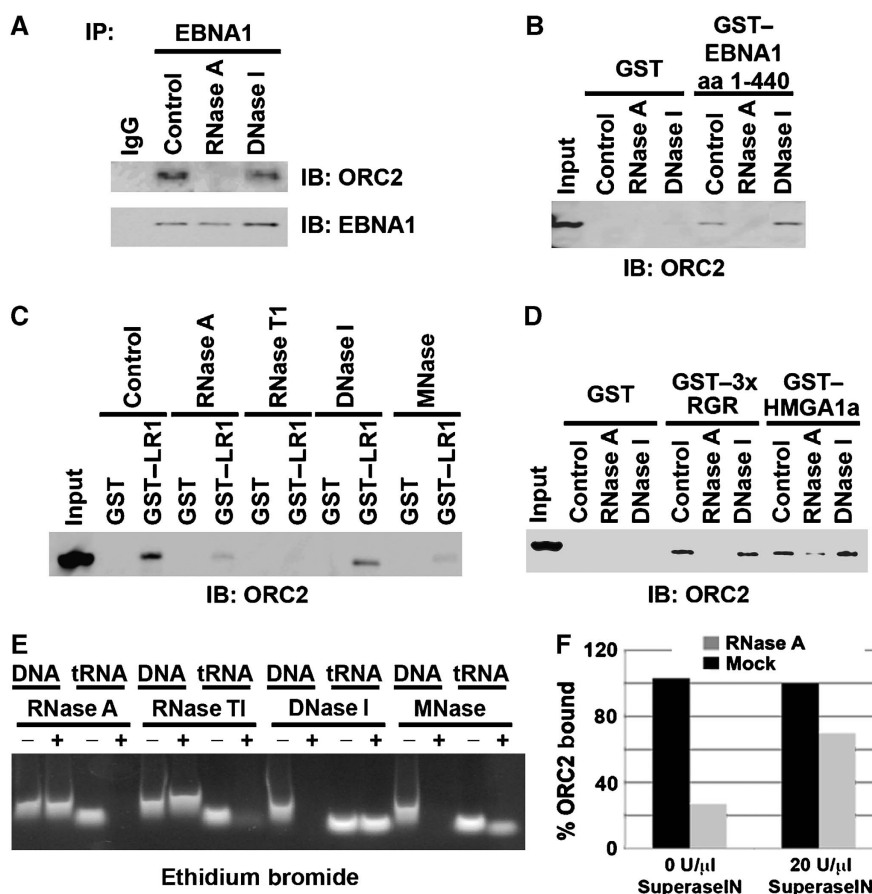 A
IP:
EBNA1
IgG
Control
RNase A
DNase I
IB: ORC2
IB: EBNA1
B
GST–
EBNA1
aa 1-440
GST
Input
Control
RNase A
DNase I
Control
RNase A
DNase I
IB: ORC2
C
Control
RNase A
RNase T1
DNase I
MNase
Input
GST
GST–LR1
GST
GST–LR1
GST
GST–LR1
GST
GST–LR1
GST
GST–LR1
IB: ORC2
D
GST
GST–3x
RGR
GST–
HMGA1a
Input
Control
RNase A
DNase I
Control
RNase A
DNase I
Control
RNase A
DNase I
IB: ORC2
E
DNA tRNA DNA tRNA DNA tRNA DNA tRNA
RNase A RNase TI DNase I MNase
– + – + – + – + – + – + – + – +
Ethidium bromide
F
RNase A
Mock
% ORC2 bound
120
80
40
0
0 U/µl
SuperaseIN
20 U/µl
SuperaseIN